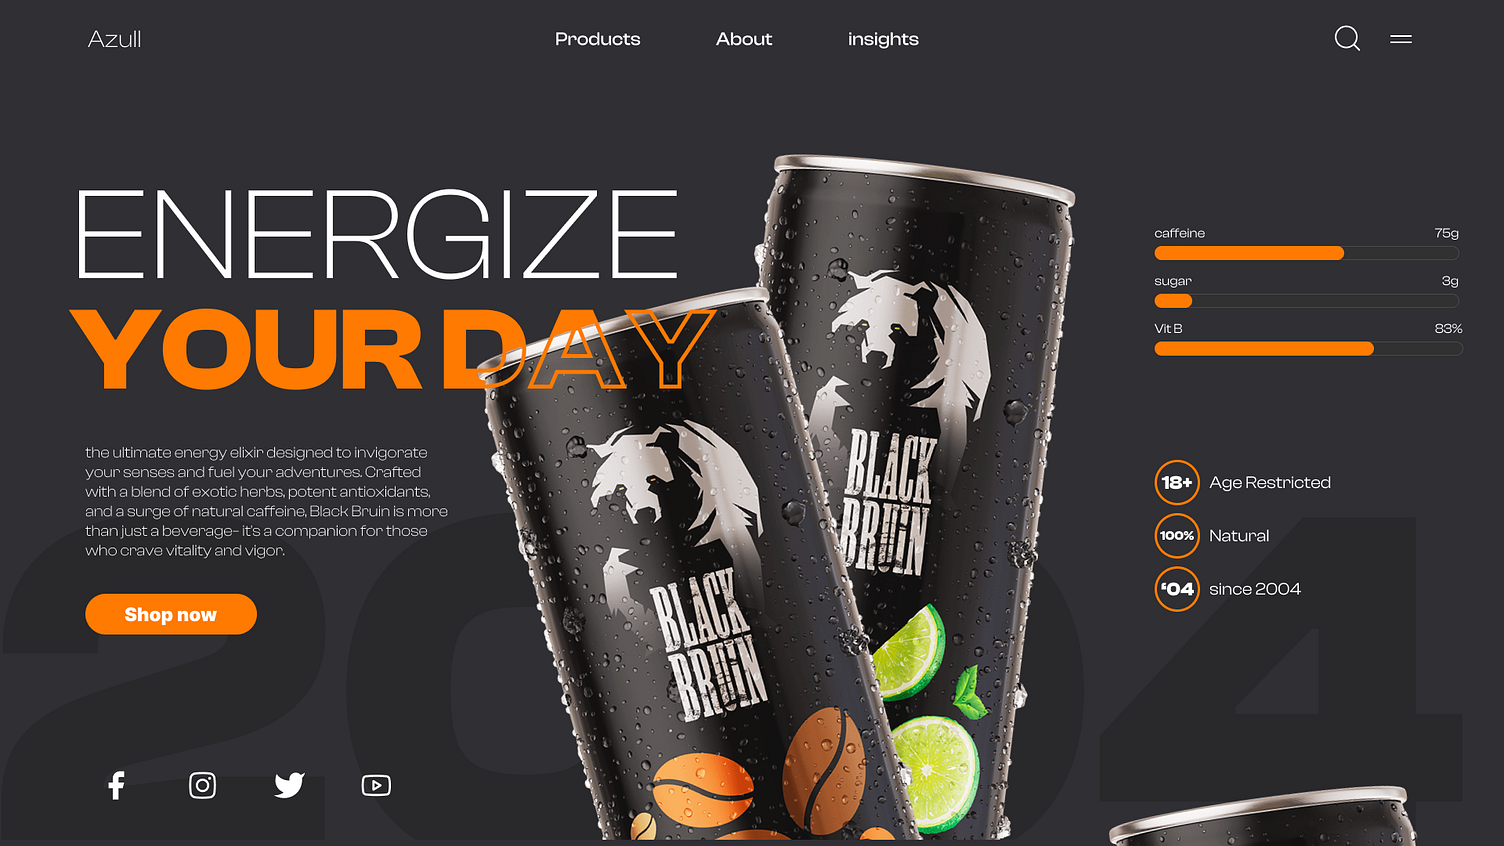 Azull
Products
About
insights
ENERGIZE
YOUR DAY
the ultimate energy elixir designed to invigorate
your senses and fuel your adventures. Crafted
with a blend of exotic herbs, potent antioxidants,
and a surge of natural caffeine, Black Bruin is more
than just a beverage- it's a companion for those
who crave vitality and vigor.
Shop now
BLACK
BRUIN
BLACK
BRUIN
caffeine 75g
sugar 3g
Vit B 83%
18+ Age Restricted
100% Natural
‘04 since 2004
2004